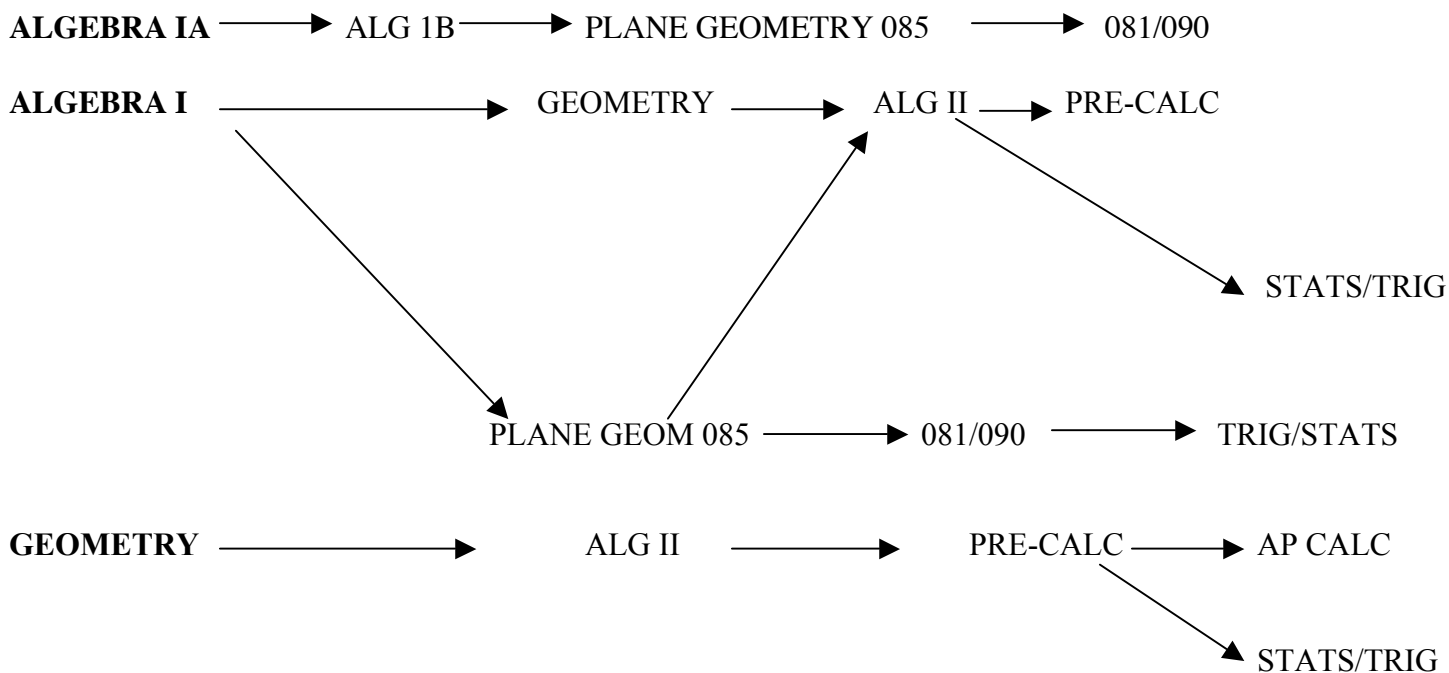 ALGEBRA IA ALG 1B PLANE GEOMETRY 085 081/090
ALGEBRA I GEOMETRY ALG II PRE-CALC
STATS/TRIG
PLANE GEOM 085 081/090 TRIG/STATS
GEOMETRY ALG II PRE-CALC AP CALC
STATS/TRIG